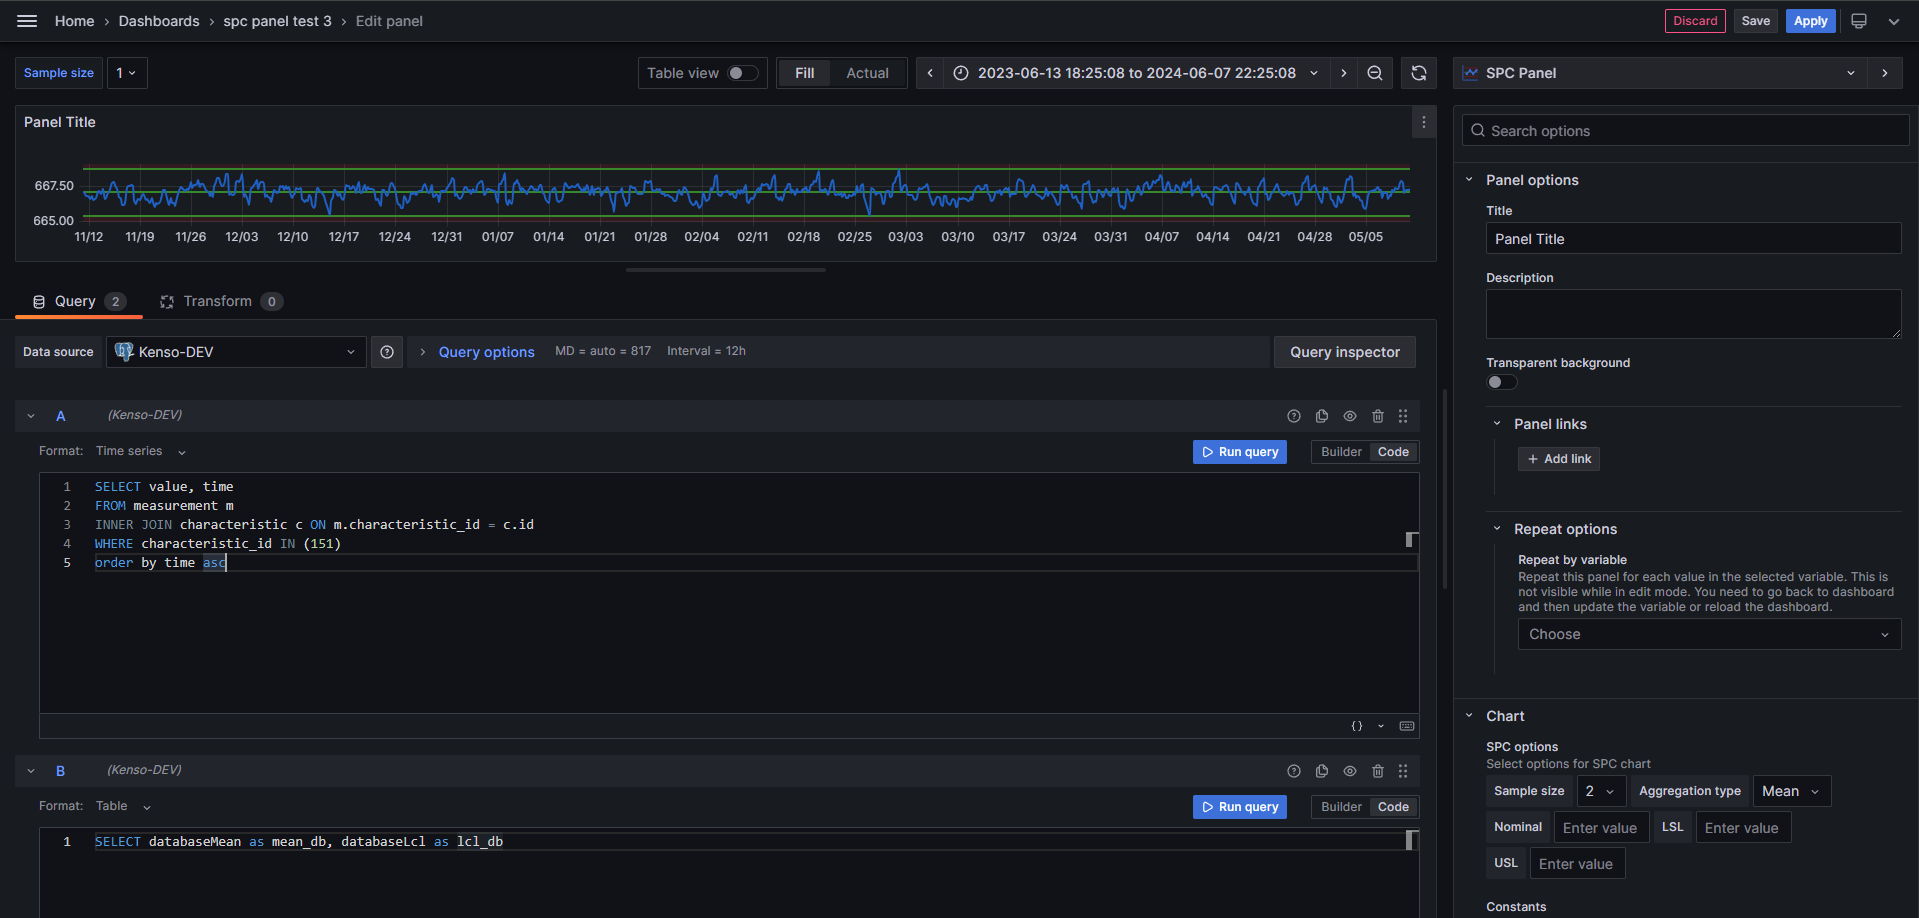 Home › Dashboards › spc panel test 3 › Edit panel
Discard Save Apply
Sample size 1
Table view Fill Actual 2023-06-13 18:25:08 to 2024-06-07 22:25:08
Panel Title
667.50
665.00
11/12 11/19 11/26 12/03 12/10 12/17 12/24 12/31 01/07 01/14 01/21 01/28 02/04 02/11 02/18 02/25 03/03 03/10 03/17 03/24 03/31 04/07 04/14 04/21 04/28 05/05
Query 2 Transform 0
Data source Kenso-DEV Query options MD = auto = 817 Interval = 12h Query inspector
A (Kenso-DEV)
Format: Time series Run query Builder Code
1 SELECT value, time
2 FROM measurement m
3 INNER JOIN characteristic c ON m.characteristic_id = c.id
4 WHERE characteristic_id IN (151)
5 order by time asc
{}
B (Kenso-DEV)
Format: Table Run query Builder Code
1 SELECT databaseMean as mean_db, databaseLcl as lcl_db
SPC Panel
Search options
Panel options
Title
Panel Title
Description
Transparent background
Panel links
+ Add link
Repeat options
Repeat by variable
Repeat this panel for each value in the selected variable. This is
not visible while in edit mode. You need to go back to dashboard
and then update the variable or reload the dashboard.
Choose
Chart
SPC options
Select options for SPC chart
Sample size 2 Aggregation type Mean
Nominal Enter value LSL Enter value
USL Enter value
Constants